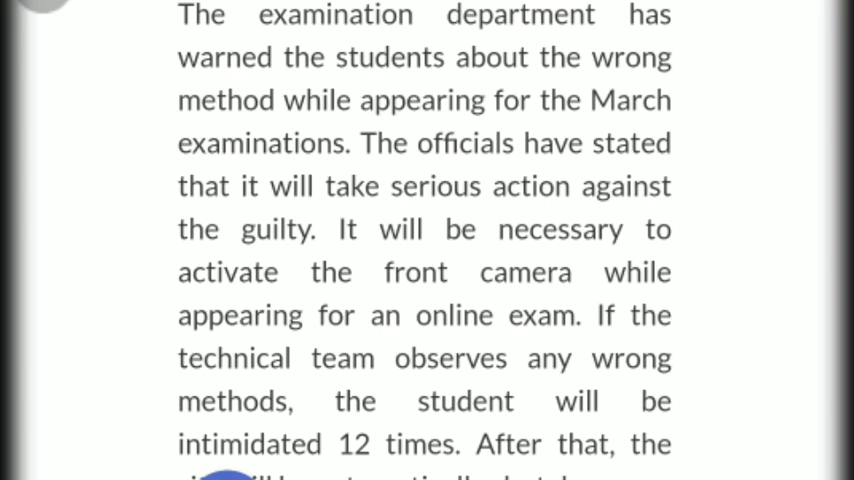 The examination department has
warned the students about the wrong
method while appearing for the March
examinations. The officials have stated
that it will take serious action against
the guilty. It will be necessary to
activate the front camera while
appearing for an online exam. If the
technical team observes any wrong
methods, the student will be
intimidated 12 times. After that, the